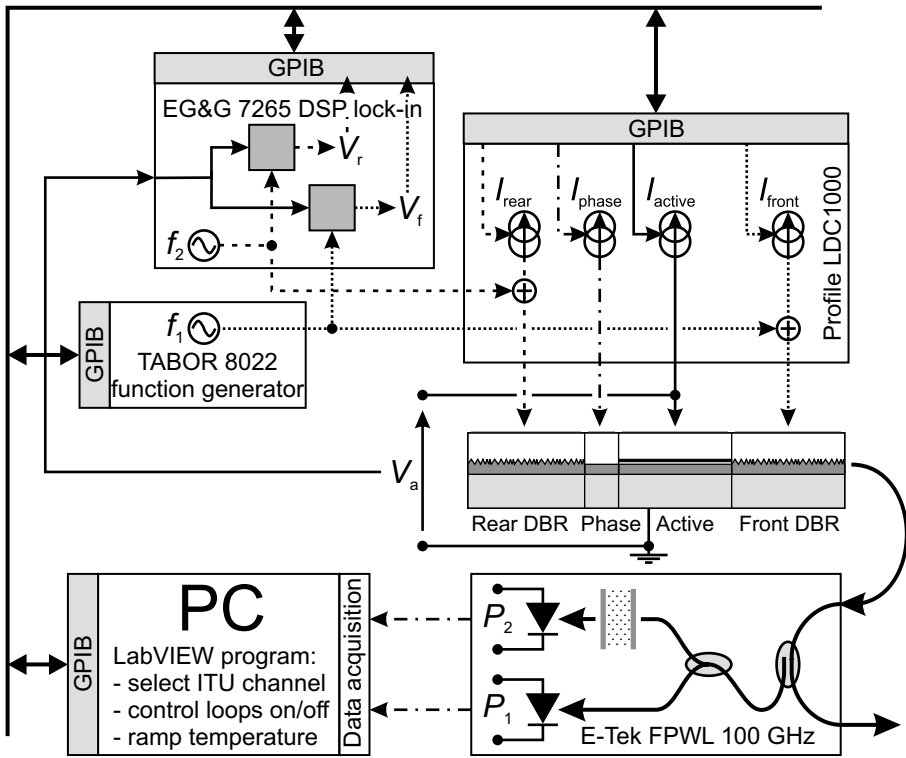 GPIB
EG&G 7265 DSP lock-in
V_r
V_f
f_2
GPIB
I_rear
I_phase
I_active
I_front
Profile LDC1000
GPIB
f_1
TABOR 8022
function generator
V_a
Rear DBR
Phase
Active
Front DBR
GPIB
PC
LabVIEW program:
- select ITU channel
- control loops on/off
- ramp temperature
Data acquisition
P_2
P_1
E-Tek FPWL 100 GHz